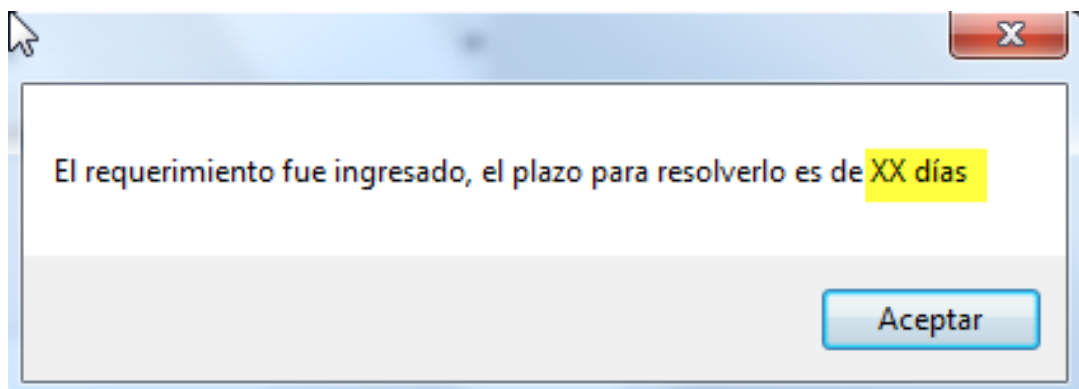 El requerimiento fue ingresado, el plazo para resolverlo es de XX días
Aceptar